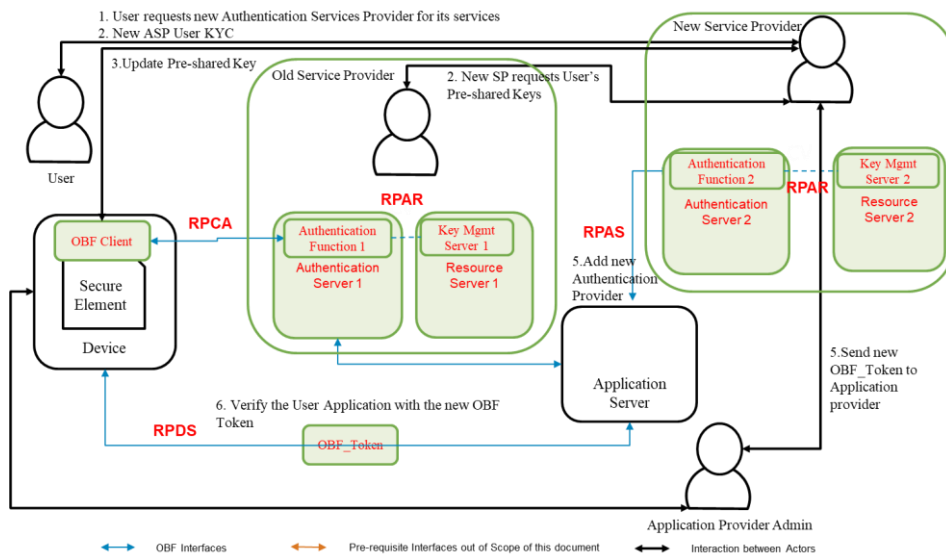 1. User requests new Authentication Services Provider for its services
2. New ASP User KYC
3.Update Pre-shared Key
New Service Provider
Old Service Provider
2. New SP requests User's
Pre-shared Keys
User
RPCA
RPAR
OBF Client
Secure
Element
Device
Authentication
Function 1
Authentication
Server 1
Key Mgmt
Server 1
Resource
Server 1
RPAS
Authentication
Function 2
Authentication
Server 2
RPAR
Key Mgmt
Server 2
Resource
Server 2
5.Add new
Authentication
Provider
Application
Server
5.Send new
OBF_Token to
Application
provider
6. Verify the User Application with the new OBF
Token
RPDS
OBF_Token
Application Provider Admin
OBF Interfaces
Pre-requisite Interfaces out of Scope of this document
Interaction between Actors